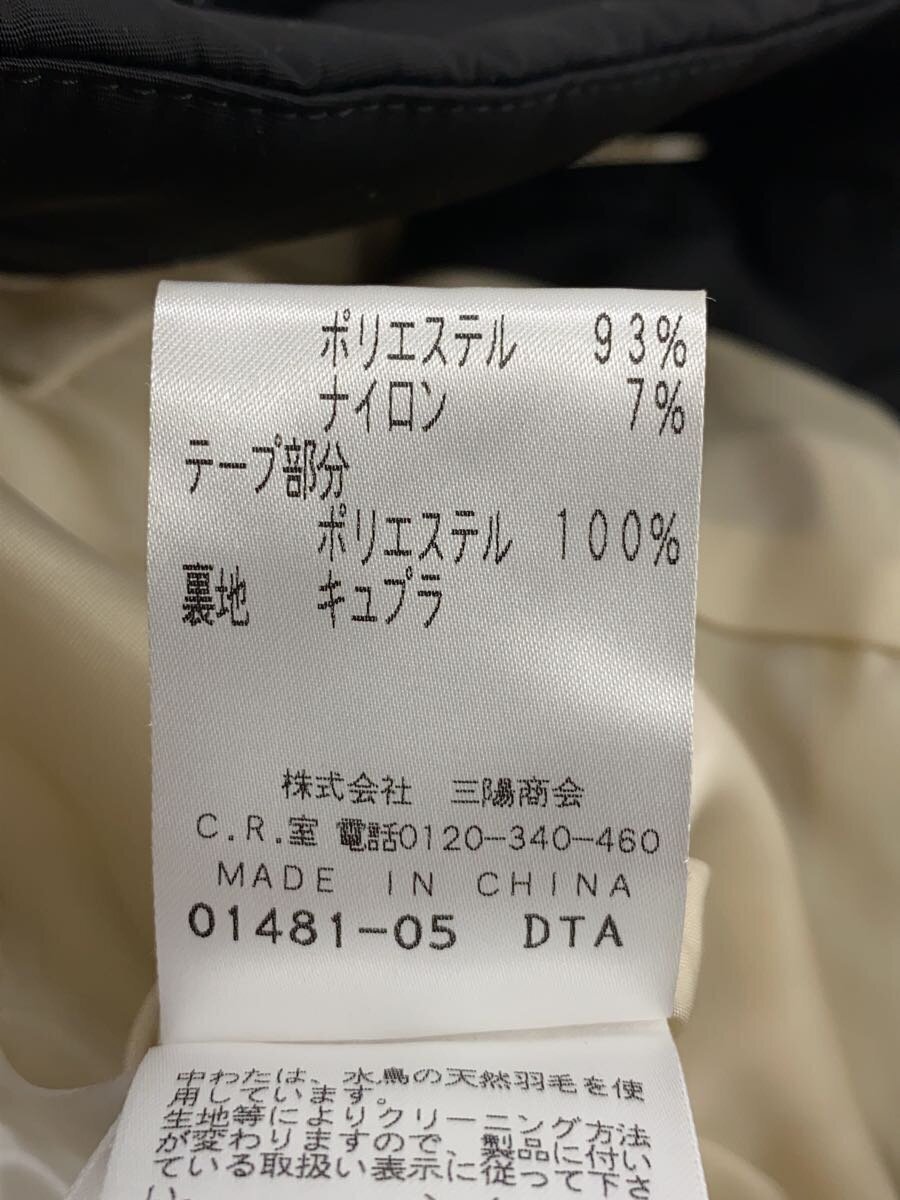 ポリエステル 93%
ナイロン 7%
テープ部分
ポリエステル 100%
裏地 キュプラ
株式会社 三陽商会
C.R.室 電話0120-340-460
MADE IN CHINA
01481-05 DTA
中わたは、水鳥の天然羽毛を使
用しています。
生地等によりクリーニング方法
が変わりますので、製品に付い
ている取扱い表示に従って下さ
い。